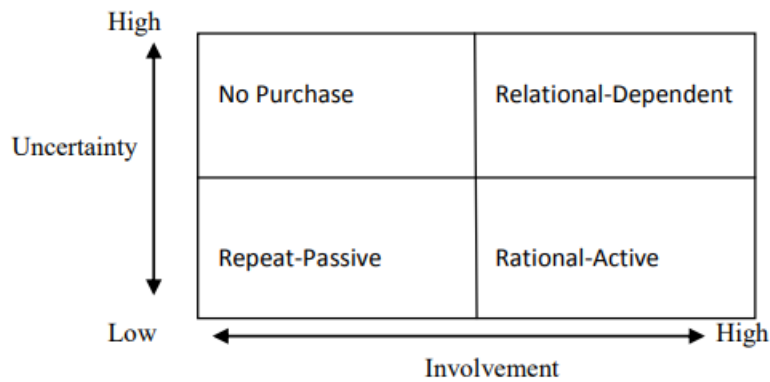 High
No Purchase
Relational-Dependent
Uncertainty
Repeat-Passive
Rational-Active
Low
High
Involvement